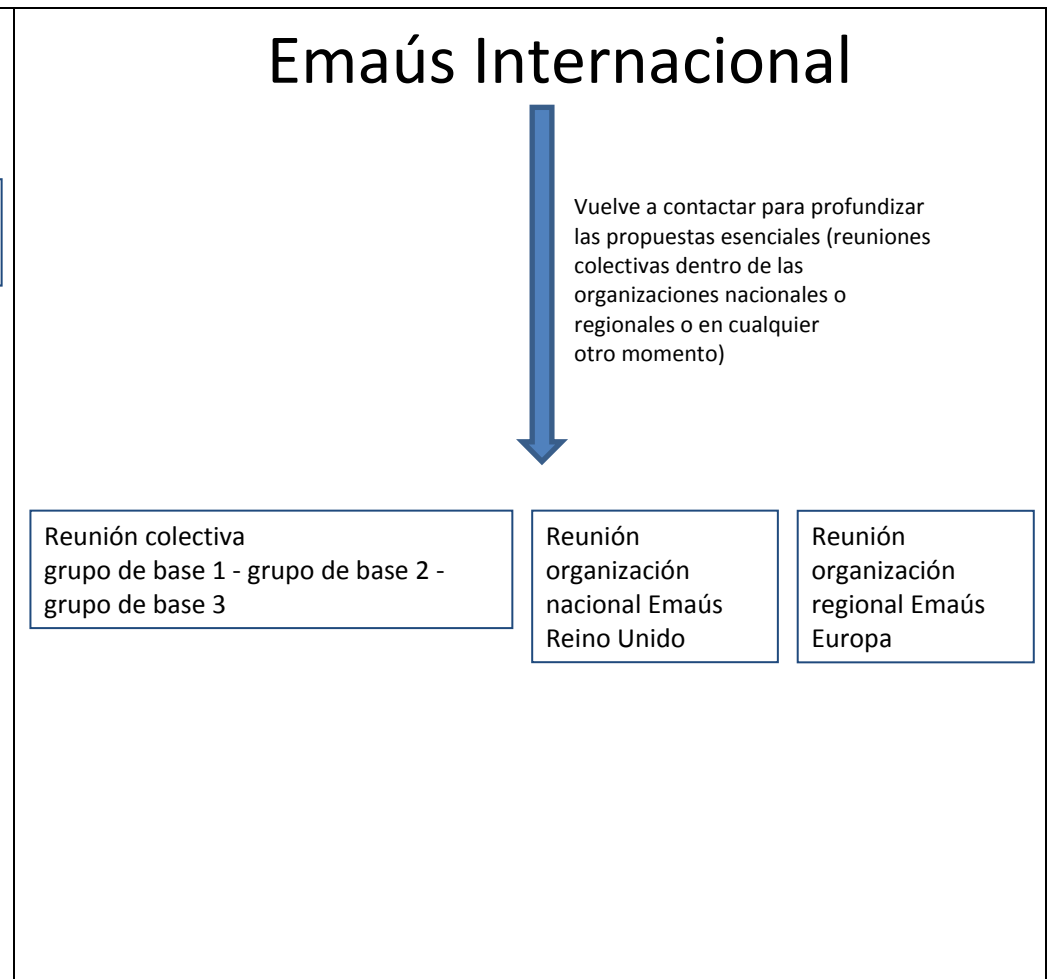 Emaús Internacional
Vuelve a contactar para profundizar
las propuestas esenciales (reuniones
colectivas dentro de las
organizaciones nacionales o
regionales o en cualquier
otro momento)
Reunión colectiva
grupo de base 1 - grupo de base 2 -
grupo de base 3
Reunión
organización
nacional Emaús
Reino Unido
Reunión
organización
regional Emaús
Europa